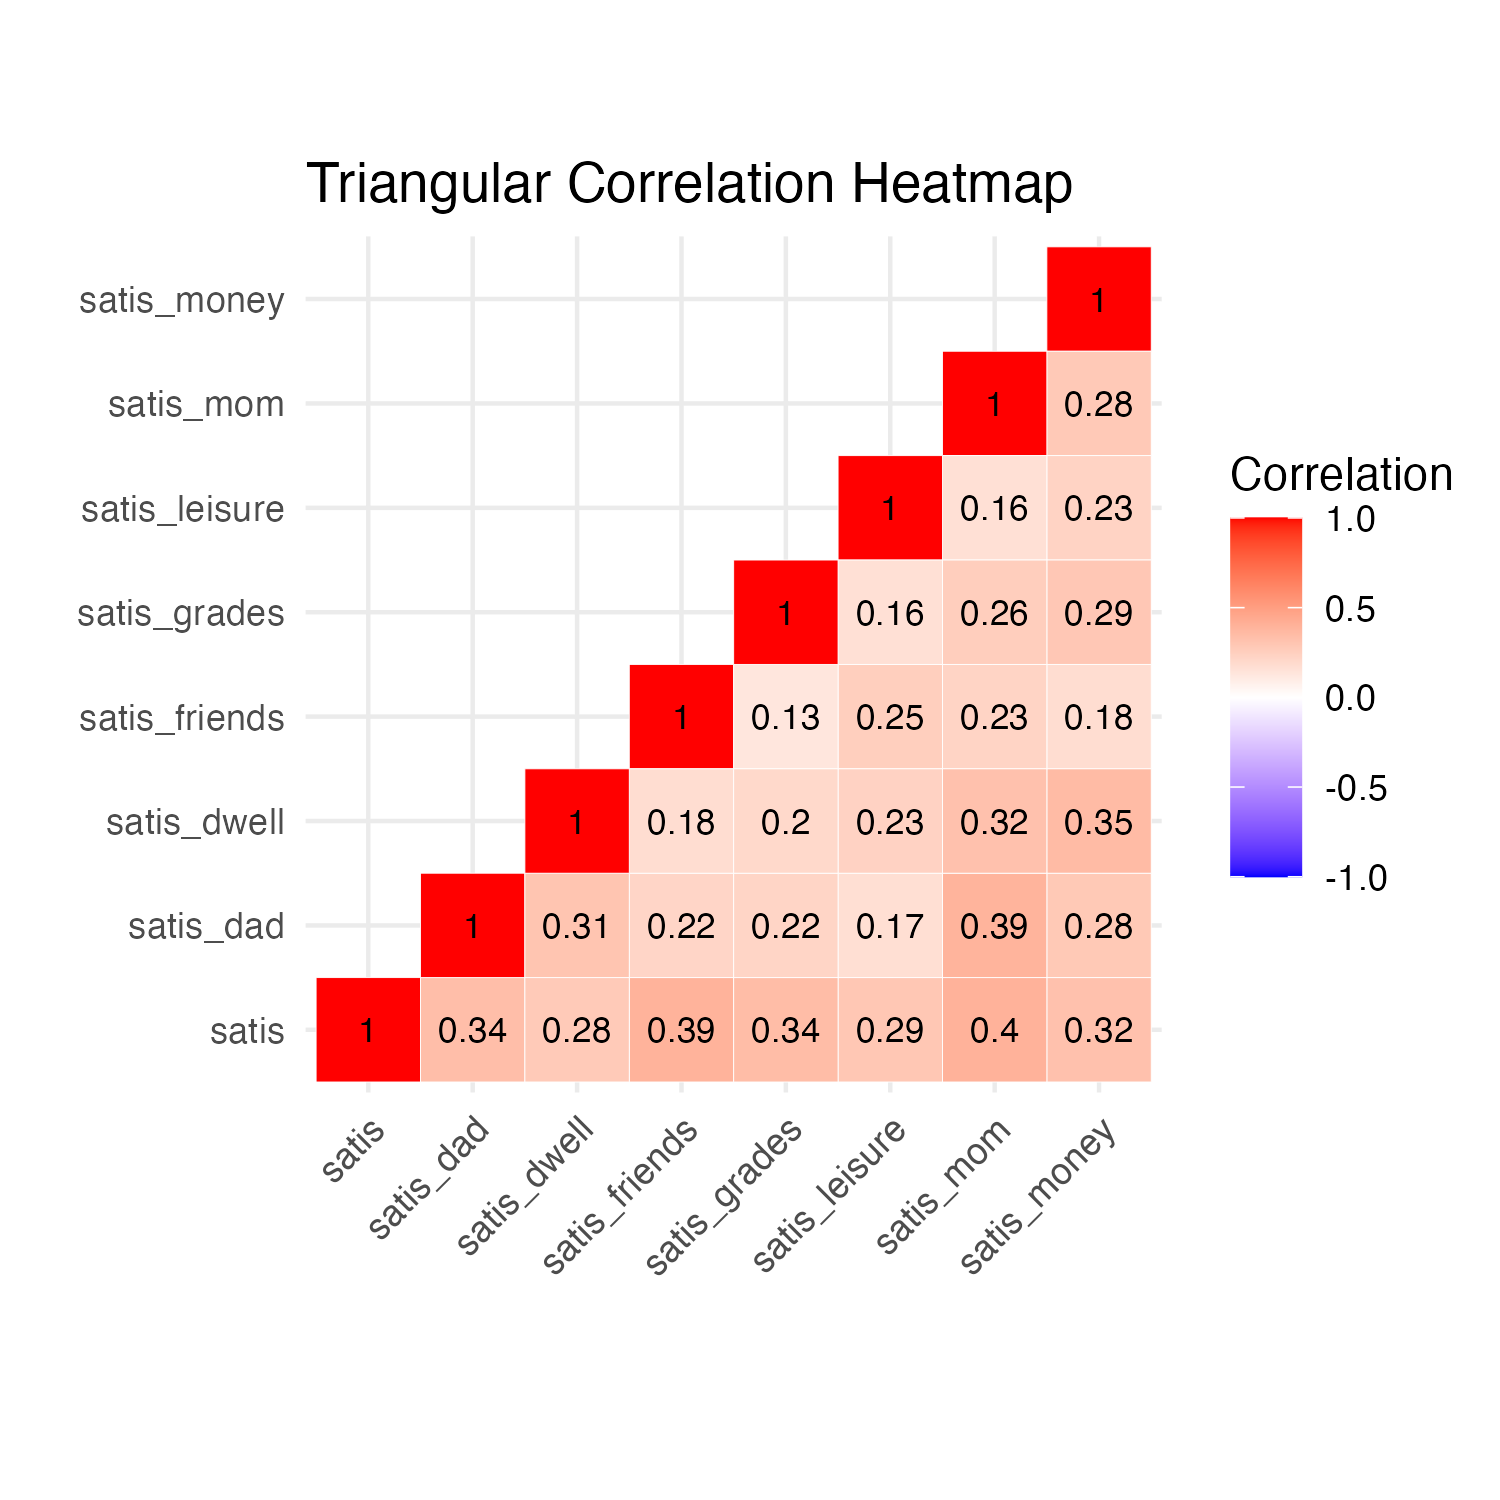 Triangular Correlation Heatmap
satis_money 1
satis_mom 1 0.28
satis_leisure 1 0.16 0.23
satis_grades 1 0.16 0.26 0.29
satis_friends 1 0.13 0.25 0.23 0.18
satis_dwell 1 0.18 0.2 0.23 0.32 0.35
satis_dad 1 0.31 0.22 0.22 0.17 0.39 0.28
satis 1 0.34 0.28 0.39 0.34 0.29 0.4 0.32
satis satis_dad satis_dwell satis_friends satis_grades satis_leisure satis_mom satis_money
Correlation
1.0
0.5
0.0
-0.5
-1.0